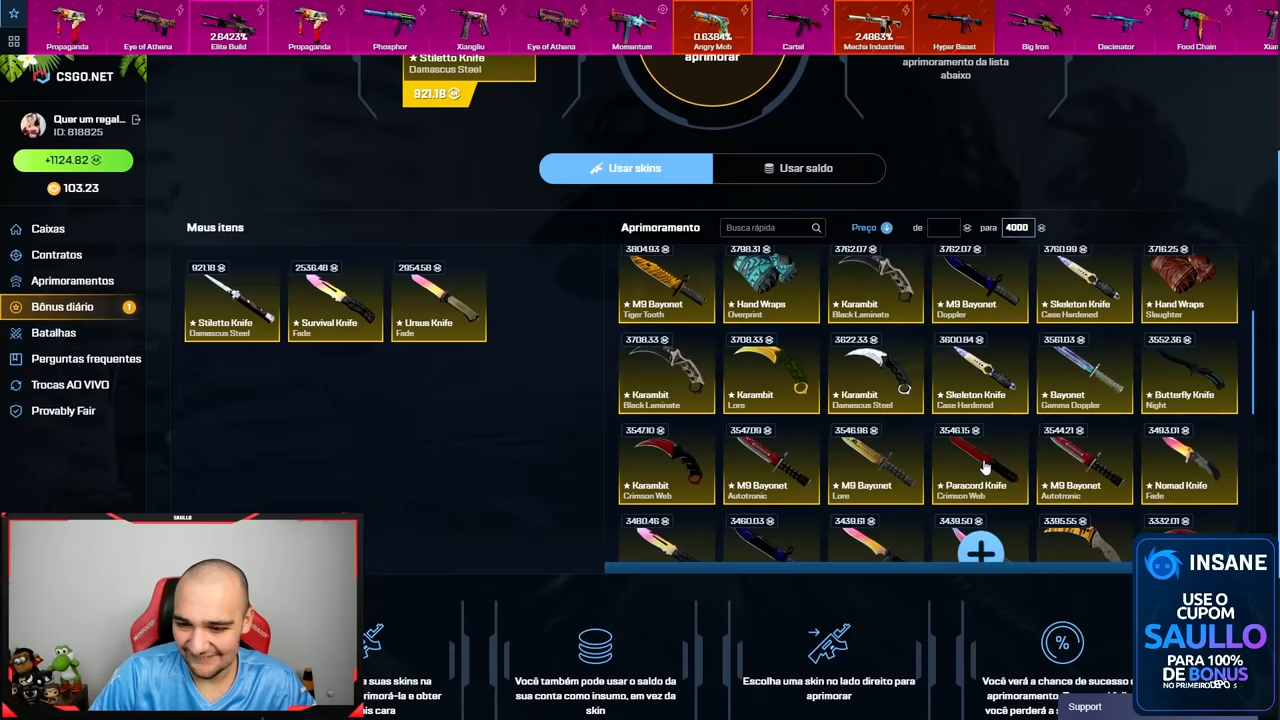 Propaganda
Eye of Athena
2.6423%
Elite Build
Propaganda
Phosphor
Xiangliu
Eye of Athena
Momentum
0.6384%
Angry Mob
Cartel
2.4863%
Mecha Industries
Hyper Beast
Big Iron
Decimator
Food Chain
Xian
CSGO.NET
Quer um regal...
ID: 818825
+1124.82
103.23
Caixas
Contratos
Aprimoramentos
Bônus diário 1
Batalhas
Perguntas frequentes
Trocas AO VIVO
Provably Fair
★ Stiletto Knife
Damascus Steel
921.18
aprimorar
aprimoramento da lista
abaixo
Usar skins
Usar saldo
Meus itens
921.18
★ Stiletto Knife
Damascus Steel
2536.48
★ Survival Knife
Fade
2954.58
★ Ursus Knife
Fade
Aprimoramento
Busca rápida
Preço
de
para
4000
3804.93
★ M9 Bayonet
Tiger Tooth
3798.31
★ Hand Wraps
Overprint
3762.07
★ Karambit
Black Laminate
3762.07
★ M9 Bayonet
Doppler
3760.99
★ Skeleton Knife
Case Hardened
3716.25
★ Hand Wraps
Slaughter
3708.33
★ Karambit
Black Laminate
3708.33
★ Karambit
Lore
3622.33
★ Karambit
Damascus Steel
3600.84
★ Skeleton Knife
Case Hardened
3561.03
★ Bayonet
Gamma Doppler
3552.36
★ Butterfly Knife
Night
3547.10
★ Karambit
Crimson Web
3547.09
★ M9 Bayonet
Autotronic
3546.96
★ M9 Bayonet
Lore
3546.15
★ Paracord Knife
Crimson Web
3544.21
★ M9 Bayonet
Autotronic
3493.01
★ Nomad Knife
Fade
3480.46
3460.03
3439.61
3439.50
3395.55
3332.01
SAULLO
e suas skins na
rimorá-la e obter
is cara
Você também pode usar o saldo da
sua conta como insumo, em vez da
skin
Escolha uma skin no lado direito para
aprimorar
Você verá a chance de sucesso
aprimoramento.
você perderá a s
INSANE
USE O
CUPOM
SAULLO
PARA 100%
DE BONUS
NO PRIMEIRO
Support